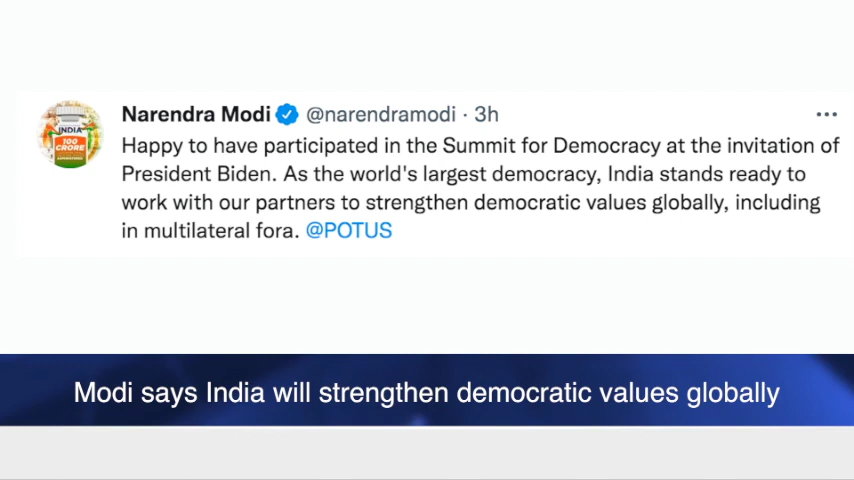 Narendra Modi @narendramodi · 3h
INDIA
100
CRORE
Happy to have participated in the Summit for Democracy at the invitation of
President Biden. As the world's largest democracy, India stands ready to
work with our partners to strengthen democratic values globally, including
in multilateral fora. @POTUS
Modi says India will strengthen democratic values globally